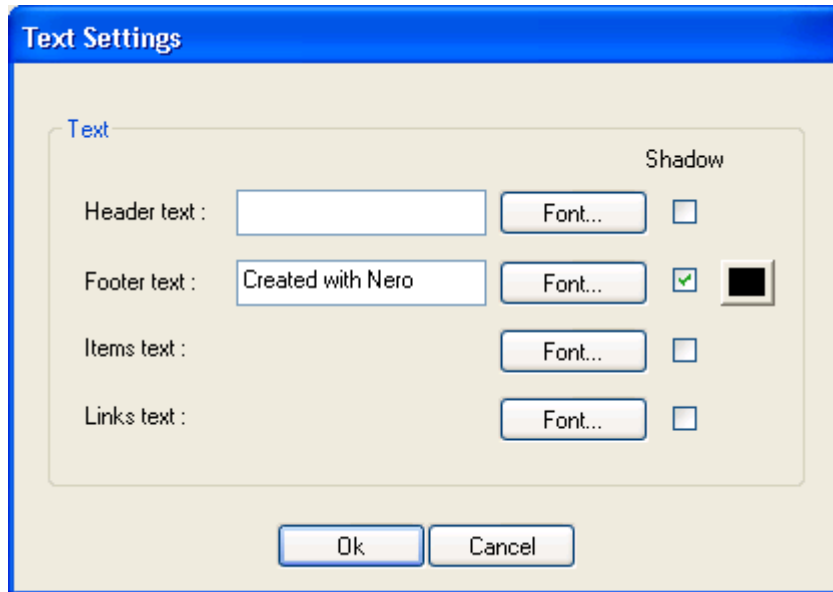 Text Settings
Text
Shadow
Header text : Font...
Footer text : Created with Nero Font...
Items text : Font...
Links text : Font...
Ok Cancel